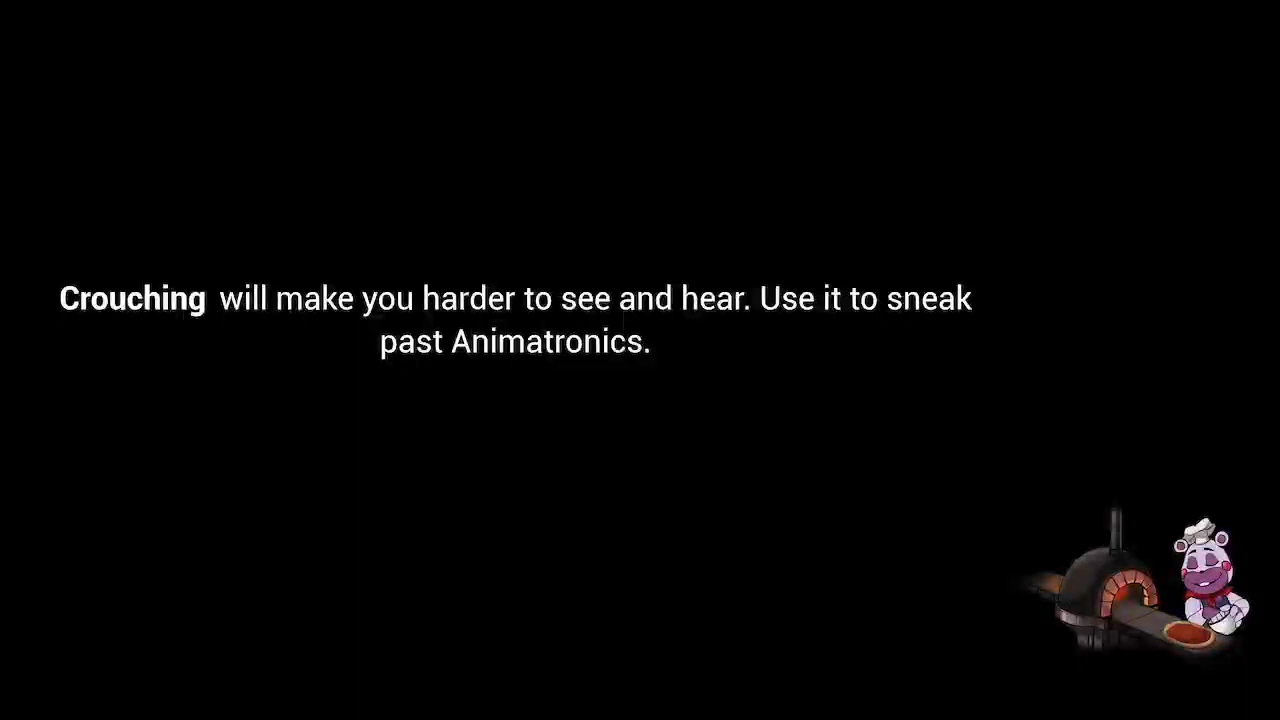 Crouching will make you harder to see and hear. Use it to sneak
past Animatronics.